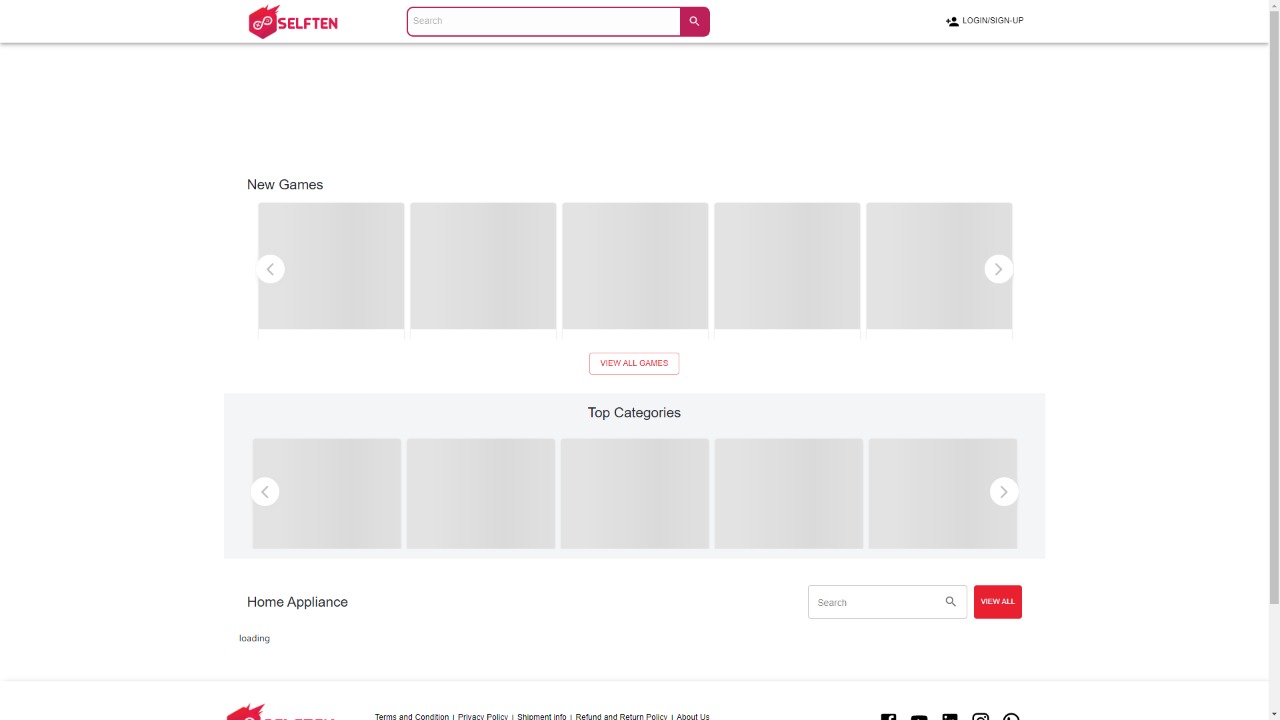 SELFTEN
Search
LOGIN/SIGN-UP
New Games
VIEW ALL GAMES
Top Categories
Home Appliance
Search
VIEW ALL
loading
SELFTEN
Terms and Condition | Privacy Policy | Shipment info | Refund and Return Policy | About Us